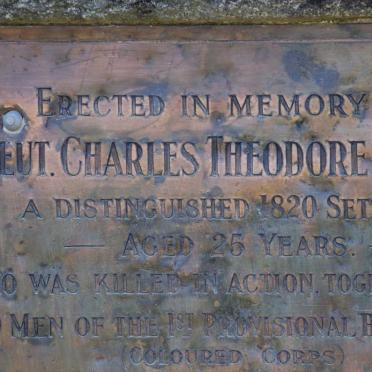 ERECTED IN MEMORY
EUT. CHARLES THEODORE
A DISTINGUISHED 1820 SET
— AGED 25 YEARS. —
O WAS KILLED IN ACTION, TOG
MEN OF THE 1ST PROVISIONAL
(COLOURED CORPS)